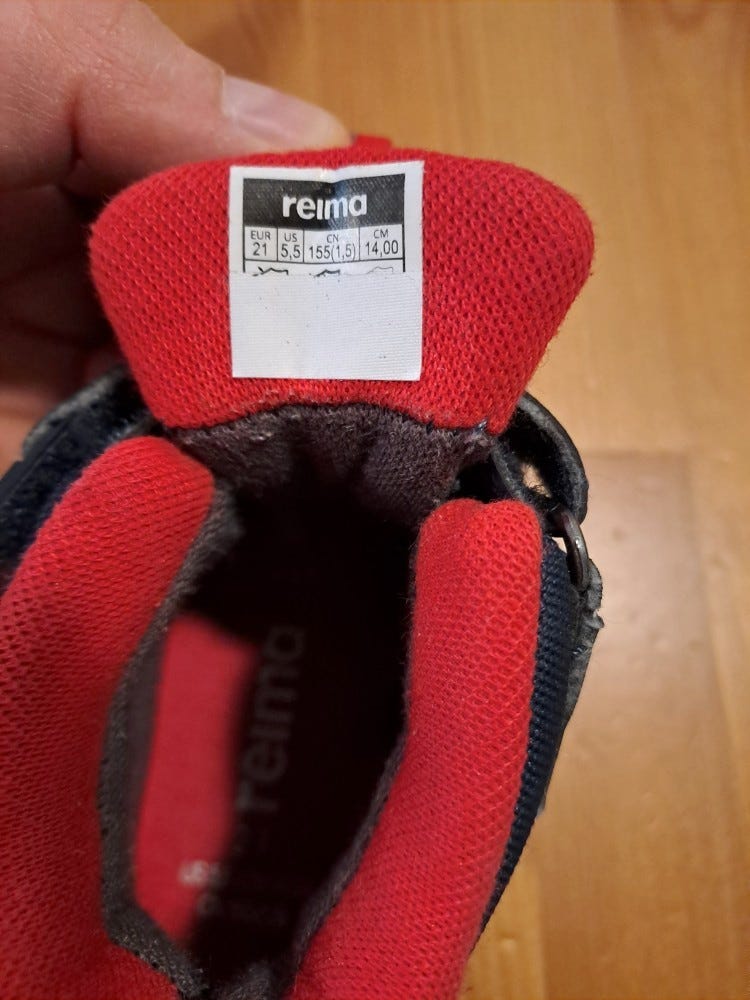 reima
EUR US CN CM
21 5,5 155(1,5) 14,00
reima